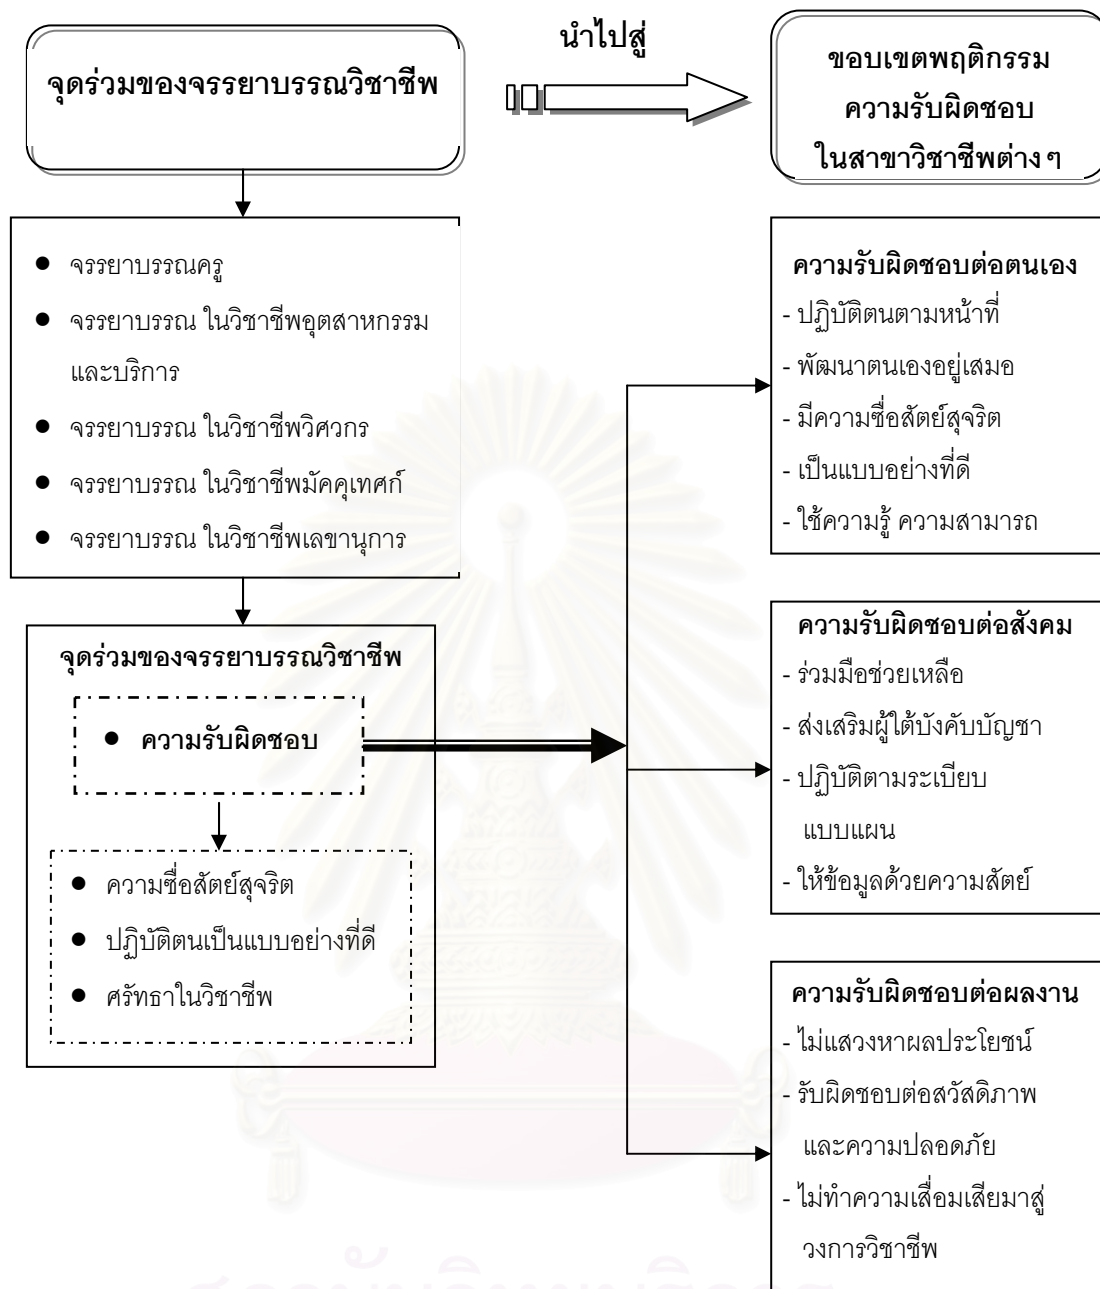 จุดร่วมของจรรยาบรรณวิชาชีพ
นำไปสู่
ขอบเขตพฤติกรรม
ความรับผิดชอบ
ในสาขาวิชาชีพต่างๆ
● จรรยาบรรณครู
● จรรยาบรรณ ในวิชาชีพอุตสาหกรรม
และบริการ
● จรรยาบรรณ ในวิชาชีพวิศวกร
● จรรยาบรรณ ในวิชาชีพมัคคุเทศก์
● จรรยาบรรณ ในวิชาชีพเลขานุการ
จุดร่วมของจรรยาบรรณวิชาชีพ
● ความรับผิดชอบ
● ความซื่อสัตย์สุจริต
● ปฏิบัติตนเป็นแบบอย่างที่ดี
● ศรัทธาในวิชาชีพ
ความรับผิดชอบต่อตนเอง
- ปฏิบัติตนตามหน้าที่
- พัฒนาตนเองอยู่เสมอ
- มีความซื่อสัตย์สุจริต
- เป็นแบบอย่างที่ดี
- ใช้ความรู้ ความสามารถ
ความรับผิดชอบต่อสังคม
- ร่วมมือช่วยเหลือ
- ส่งเสริมผู้ใต้บังคับบัญชา
- ปฏิบัติตามระเบียบ
แบบแผน
- ให้ข้อมูลด้วยความสัตย์
ความรับผิดชอบต่อผลงาน
- ไม่แสวงหาผลประโยชน์
- รับผิดชอบต่อสวัสดิภาพ
และความปลอดภัย
- ไม่ทำความเสื่อมเสียมาสู่
วงการวิชาชีพ